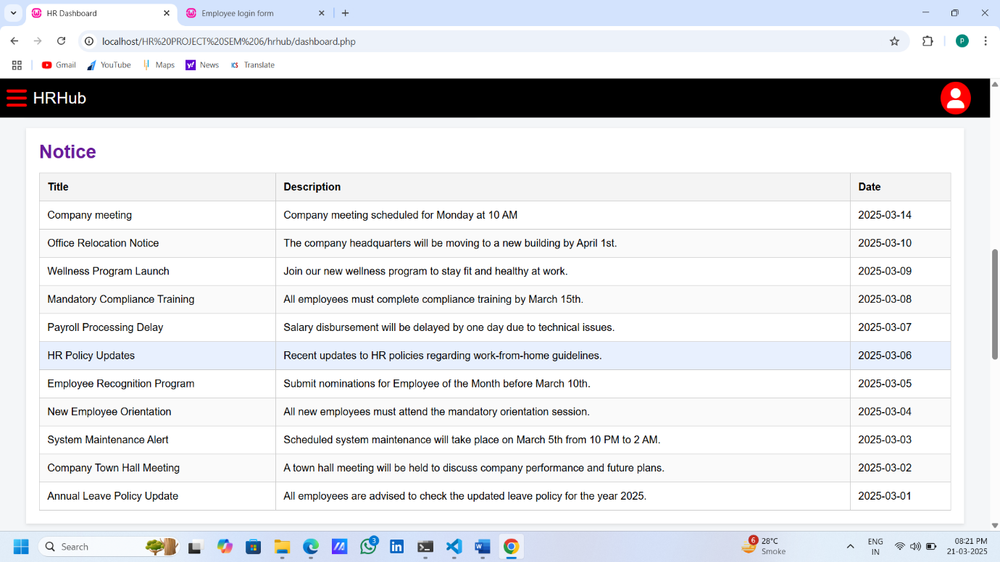 HR Dashboard
Employee login form
localhost/HR%20PROJECT%20SEM%206/hrhub/dashboard.php
P
Gmail
YouTube
Maps
y!
News
ICS
Translate
HRHub
Notice
Title Description Date
Company meeting Company meeting scheduled for Monday at 10 AM 2025-03-14
Office Relocation Notice The company headquarters will be moving to a new building by April 1st. 2025-03-10
Wellness Program Launch Join our new wellness program to stay fit and healthy at work. 2025-03-09
Mandatory Compliance Training All employees must complete compliance training by March 15th. 2025-03-08
Payroll Processing Delay Salary disbursement will be delayed by one day due to technical issues. 2025-03-07
HR Policy Updates Recent updates to HR policies regarding work-from-home guidelines. 2025-03-06
Employee Recognition Program Submit nominations for Employee of the Month before March 10th. 2025-03-05
New Employee Orientation All new employees must attend the mandatory orientation session. 2025-03-04
System Maintenance Alert Scheduled system maintenance will take place on March 5th from 10 PM to 2 AM. 2025-03-03
Company Town Hall Meeting A town hall meeting will be held to discuss company performance and future plans. 2025-03-02
Annual Leave Policy Update All employees are advised to check the updated leave policy for the year 2025. 2025-03-01
Search
3
in
W
6
28°C
Smoke
ENG
IN
08:21 PM
21-03-2025